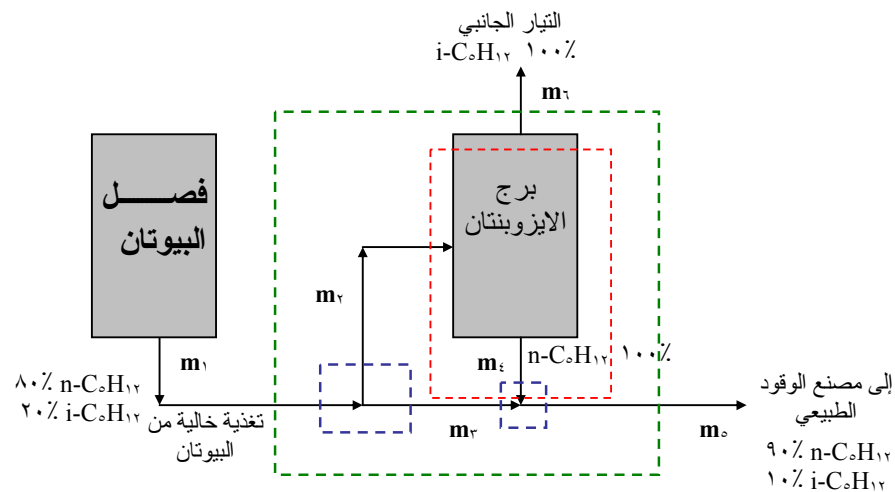 التيار الجانبي
i-C₅H₁₂ ١٠٠٪
m₆
فصــــــل
البيوتان
برج
الايزوبنتان
m₂
m₁
m₄
n-C₅H₁₂ ١٠٠٪
٨٠٪ n-C₅H₁₂
٢٠٪ i-C₅H₁₂
تغذية خالية من
البيوتان
m₃
m₅
إلى مصنع الوقود
الطبيعي
٩٠٪ n-C₅H₁₂
١٠٪ i-C₅H₁₂